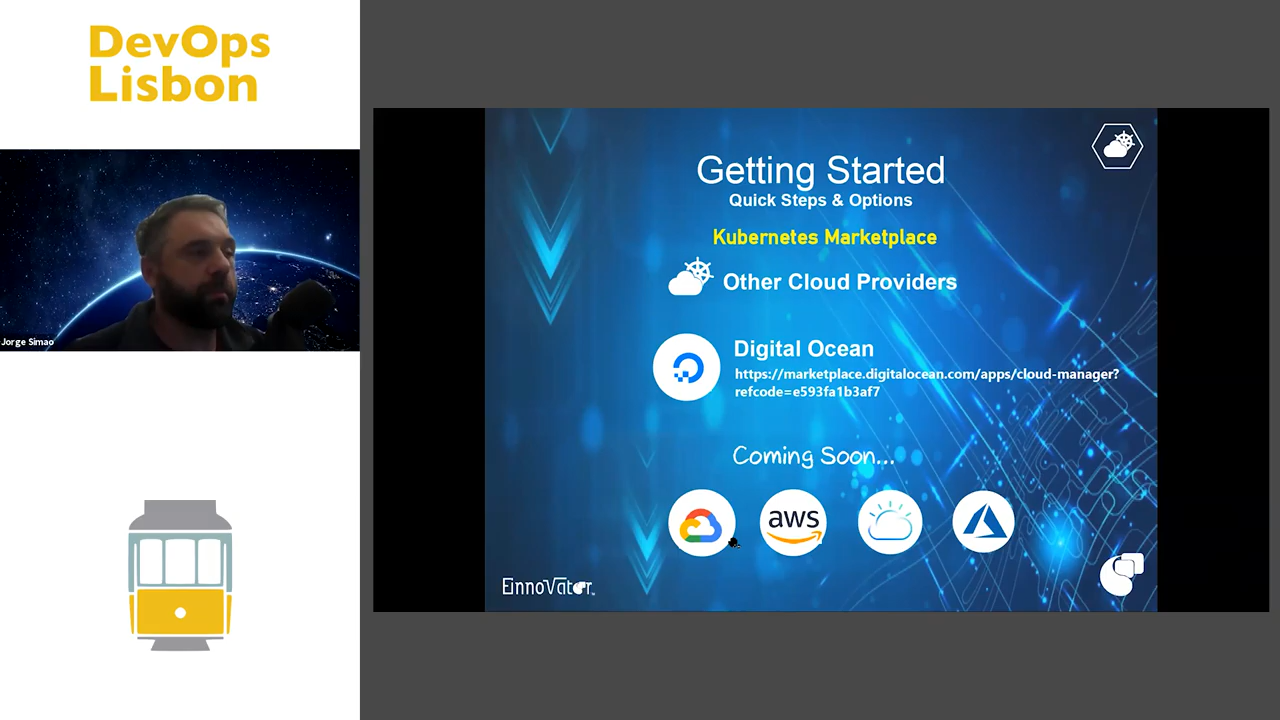 DevOps
Lisbon
Jorge Simao
Getting Started
Quick Steps & Options
Kubernetes Marketplace
Other Cloud Providers
Digital Ocean
https://marketplace.digitalocean.com/apps/cloud-manager?
refcode=e593fa1b3af7
Coming Soon...
aws
EinnoVator